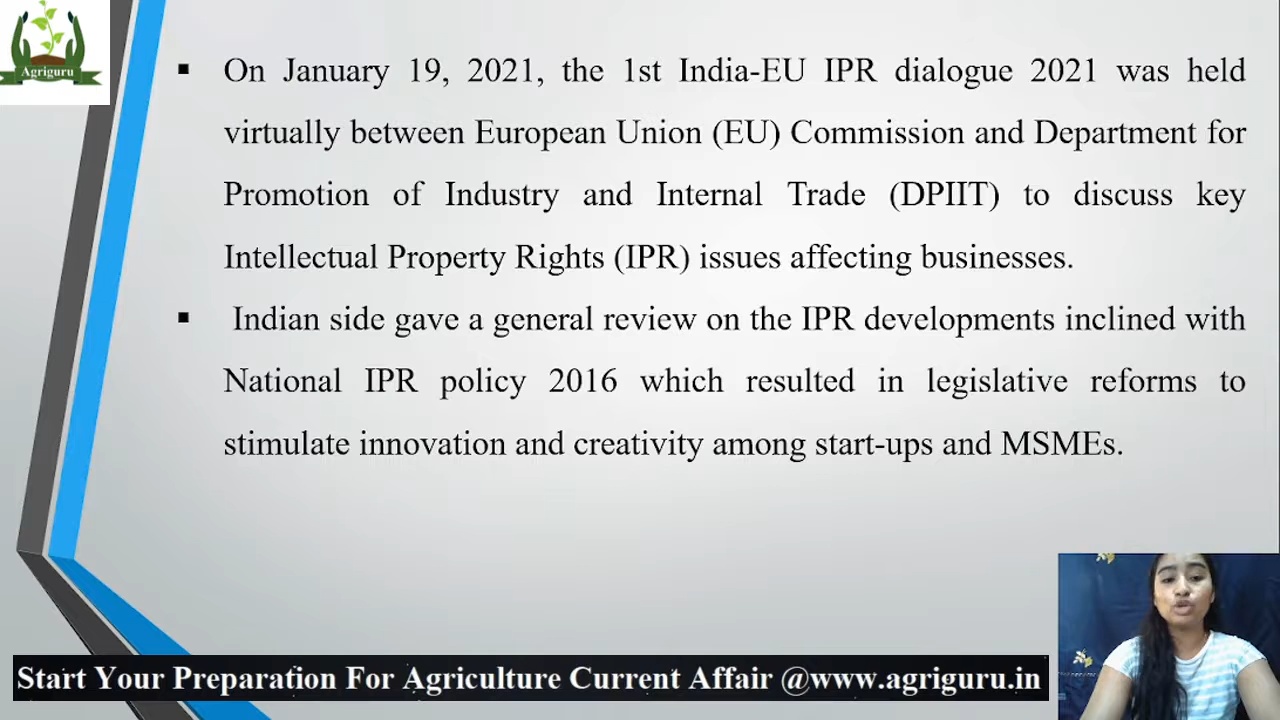 Agriguru
▪ On January 19, 2021, the 1st India-EU IPR dialogue 2021 was held
virtually between European Union (EU) Commission and Department for
Promotion of Industry and Internal Trade (DPIIT) to discuss key
Intellectual Property Rights (IPR) issues affecting businesses.
▪ Indian side gave a general review on the IPR developments inclined with
National IPR policy 2016 which resulted in legislative reforms to
stimulate innovation and creativity among start-ups and MSMEs.
Start Your Preparation For Agriculture Current Affair @www.agriguru.in